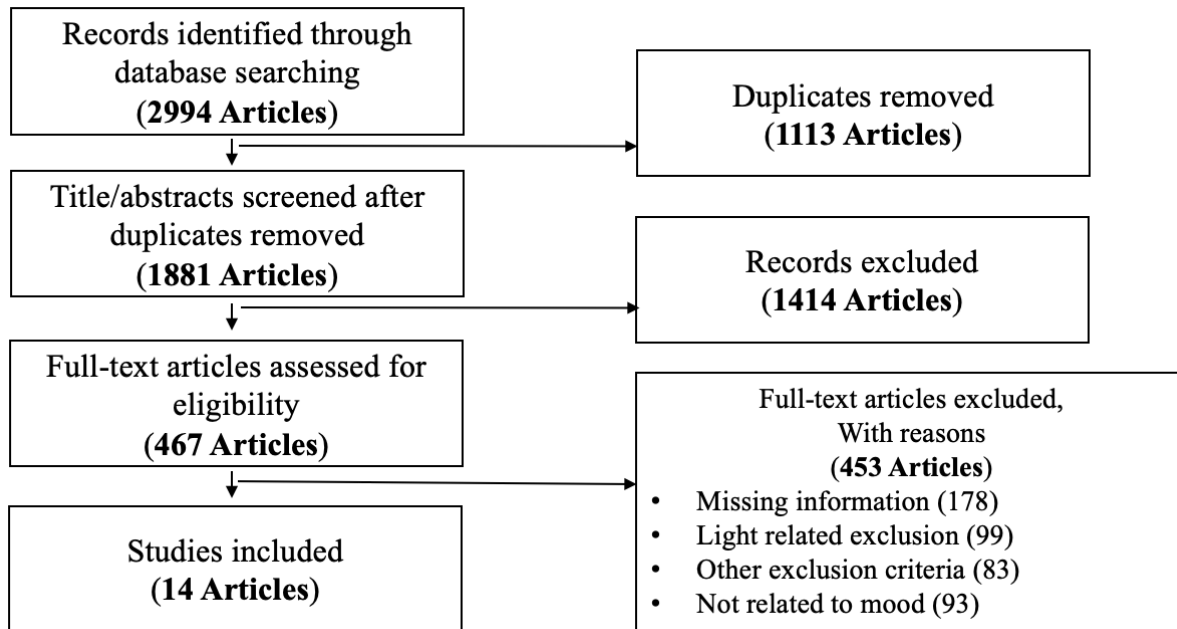 Records identified through
database searching
(2994 Articles)
Duplicates removed
(1113 Articles)
Title/abstracts screened after
duplicates removed
(1881 Articles)
Records excluded
(1414 Articles)
Full-text articles assessed for
eligibility
(467 Articles)
Full-text articles excluded,
With reasons
(453 Articles)
• Missing information (178)
• Light related exclusion (99)
• Other exclusion criteria (83)
• Not related to mood (93)
Studies included
(14 Articles)